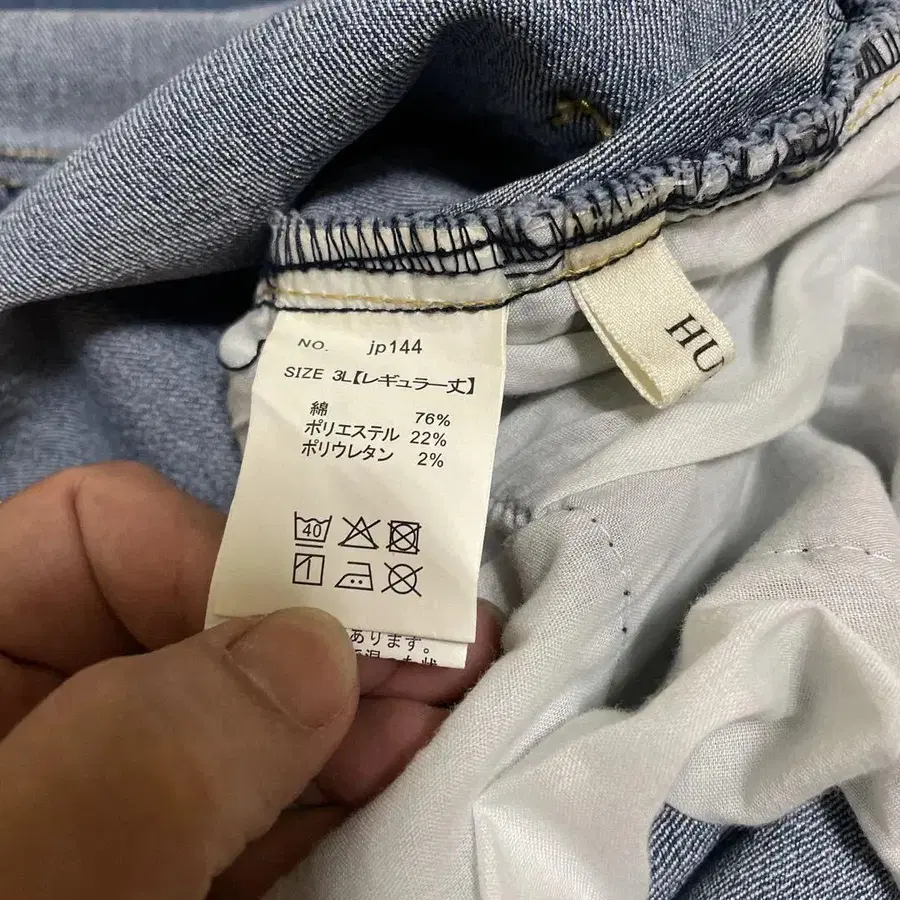 NO. jp144
SIZE 3L【レギュラー丈】
綿 76%
ポリエステル 22%
ポリウレタン 2%
40
あります。
HU